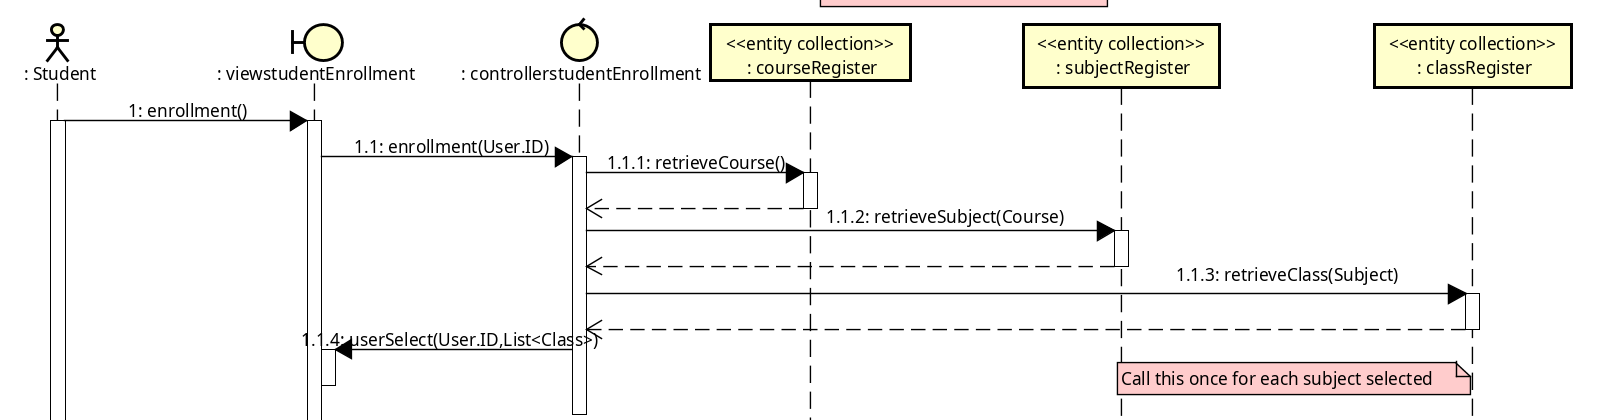 <<entity collection>>
: courseRegister
<<entity collection>>
: subjectRegister
<<entity collection>>
: classRegister
: Student
: viewstudentEnrollment
: controllerstudentEnrollment
1: enrollment()
1.1: enrollment(User.ID)
1.1.1: retrieveCourse()
1.1.2: retrieveSubject(Course)
1.1.3: retrieveClass(Subject)
1.1.4: userSelect(User.ID,List<Class>)
Call this once for each subject selected